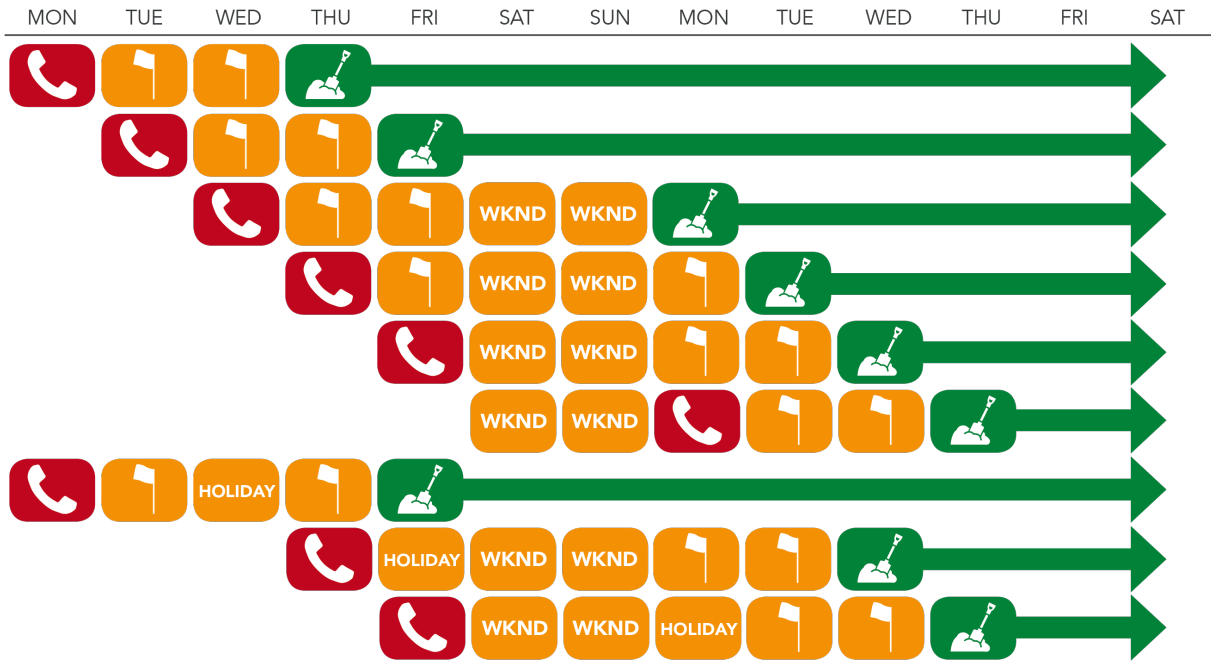 MON TUE WED THU FRI SAT SUN MON TUE WED THU FRI SAT
WKND WKND
WKND WKND
WKND WKND
WKND WKND
HOLIDAY
HOLIDAY WKND WKND
WKND WKND HOLIDAY